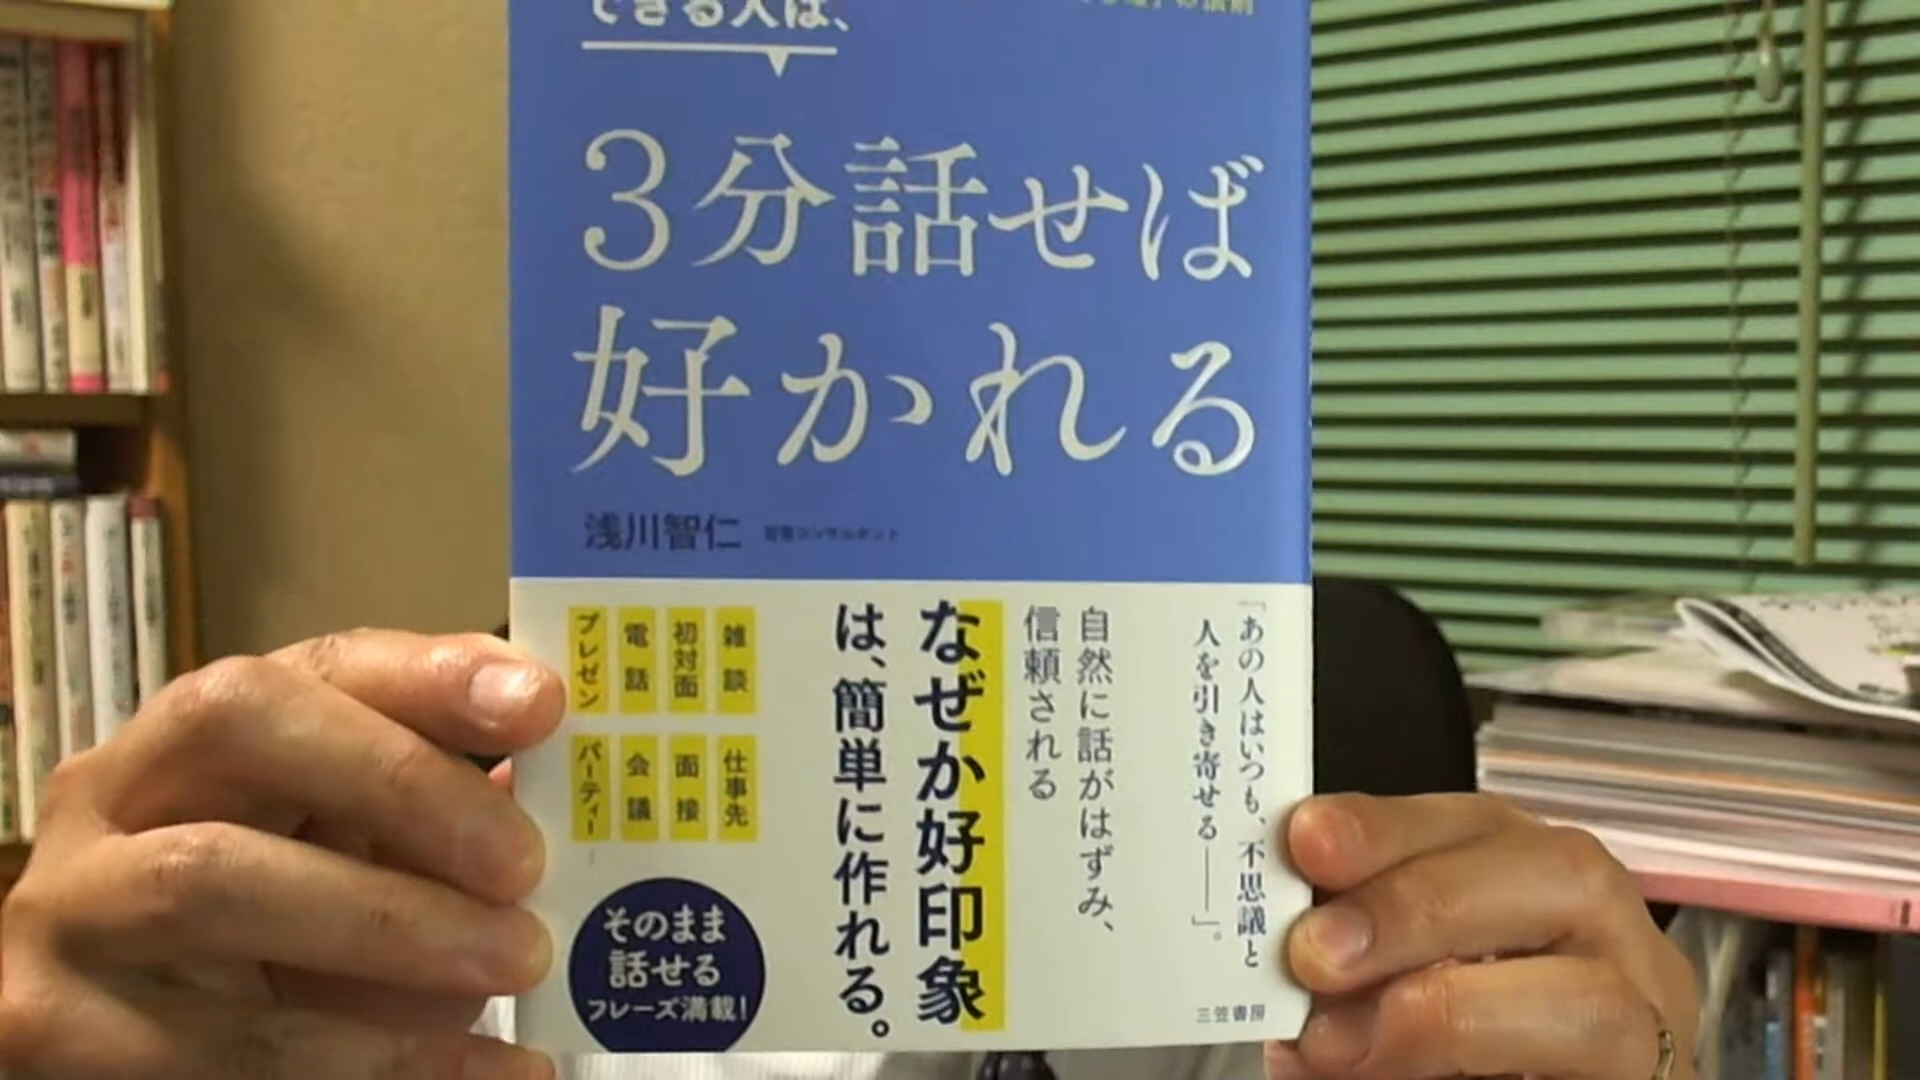 できる人は、
3分話せば
好かれる
浅川智仁
「あの人はいつも、不思議と
人を引き寄せる――」。
自然に話がはずみ、
信頼される
なぜか好印象
は、簡単に作れる。
雑談
初対面
電話
プレゼン
仕事先
面接
会議
パーティー
そのまま
話せる
フレーズ満載!
三笠書房